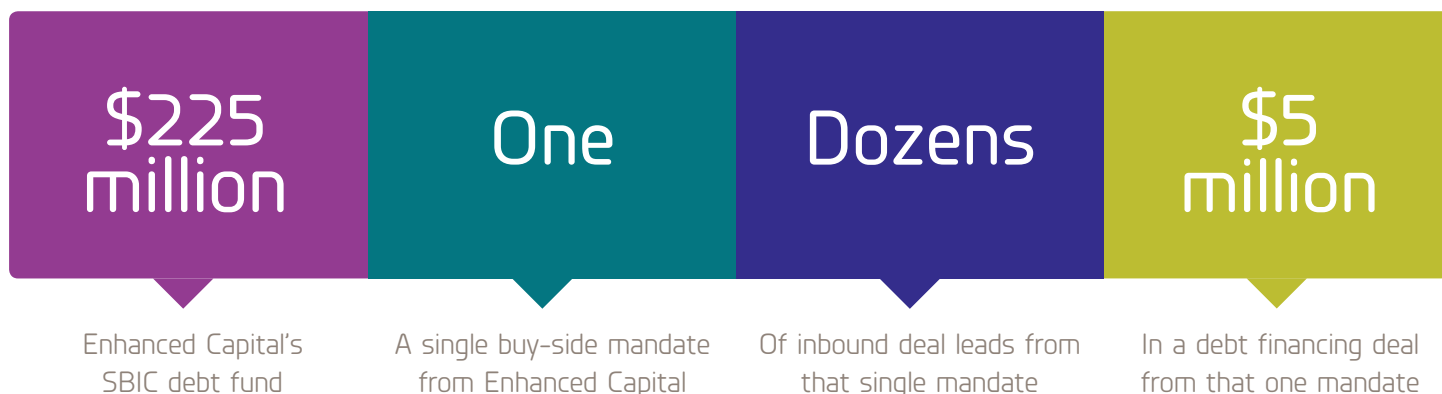 $225
million
Enhanced Capital's
SBIC debt fund
One
A single buy-side mandate
from Enhanced Capital
Dozens
Of inbound deal leads from
that single mandate
$5
million
In a debt financing deal
from that one mandate